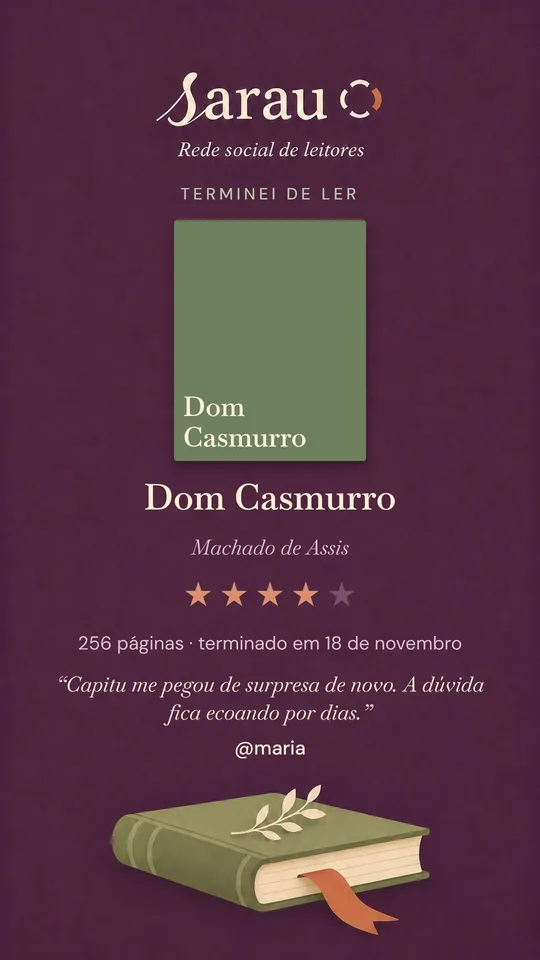 Sarau
Rede social de leitores
TERMINEI DE LER
Dom
Casmurro
Dom Casmurro
Machado de Assis
256 páginas · terminado em 18 de novembro
“Capitu me pegou de surpresa de novo. A dúvida
fica ecoando por dias.”
@maria